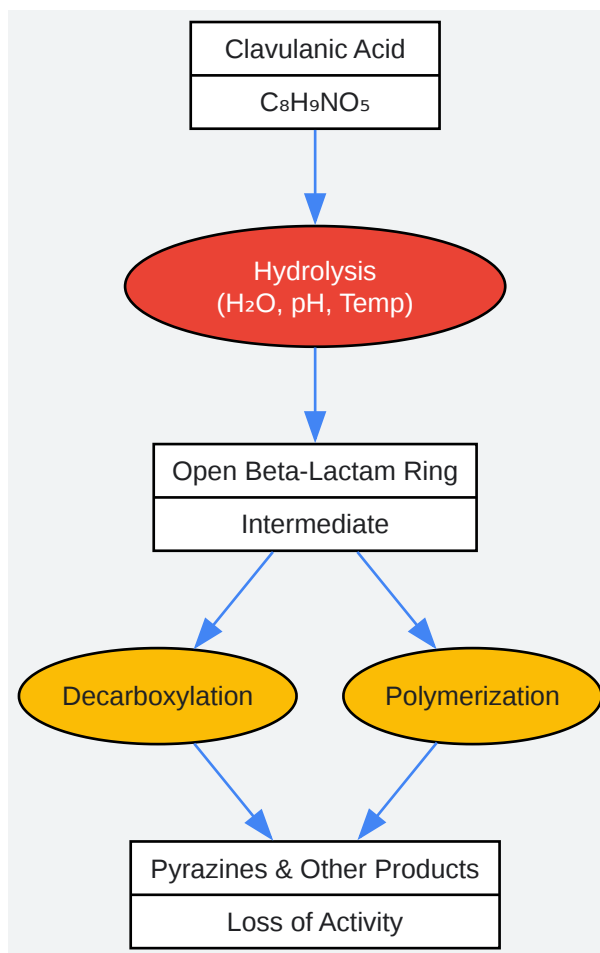 Clavulanic Acid
C₈H₉NO₅
Hydrolysis
(H₂O, pH, Temp)
Open Beta-Lactam Ring
Intermediate
Decarboxylation
Polymerization
Pyrazines & Other Products
Loss of Activity